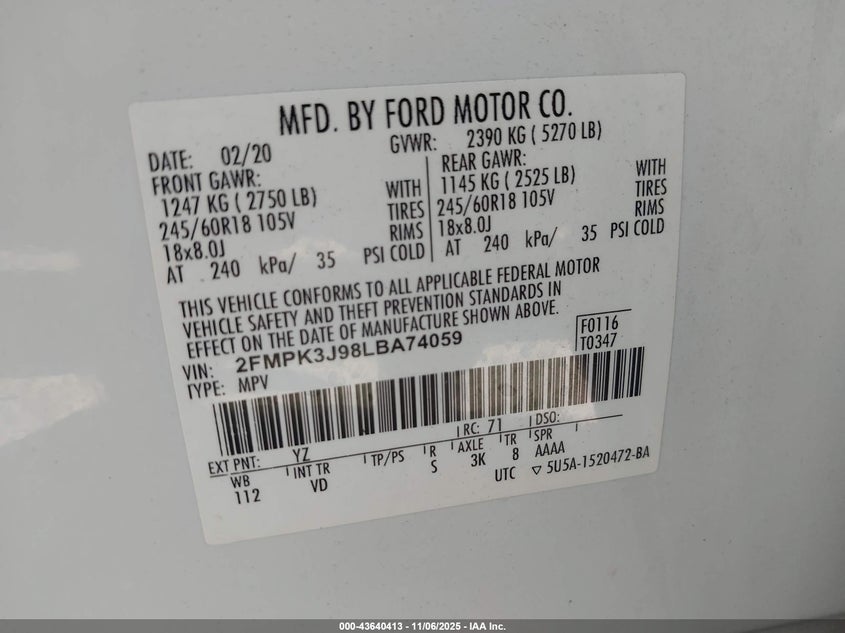 MFD. BY FORD MOTOR CO.
DATE: 02/20 GVWR: 2390 KG ( 5270 LB)
FRONT GAWR: REAR GAWR:
1247 KG ( 2750 LB) WITH 1145 KG ( 2525 LB) WITH
245/60R18 105V TIRES 245/60R18 105V TIRES
18x8.0J RIMS 18x8.0J RIMS
AT 240 kPa/ 35 PSI COLD AT 240 kPa/ 35 PSI COLD
THIS VEHICLE CONFORMS TO ALL APPLICABLE FEDERAL MOTOR
VEHICLE SAFETY AND THEFT PREVENTION STANDARDS IN
EFFECT ON THE DATE OF MANUFACTURE SHOWN ABOVE.
VIN: 2FMPK3J98LBA74059 F0116
TYPE: MPV T0347
EXT PNT: YZ RC: 71 DSO:
WB INT TR TP/PS R AXLE TR SPR
112 VD S 3K 8 AAAA
UTC ▽ 5U5A-1520472-BA
000-43640413 - 11/06/2025 - IAA Inc.